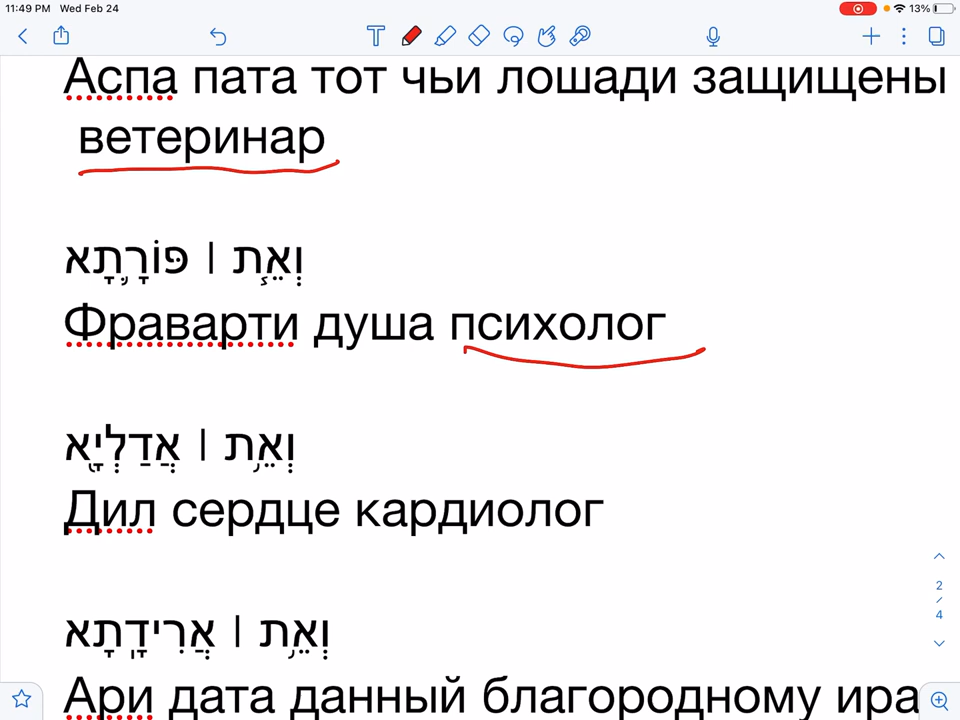 11:49 PM Wed Feb 24
13%
Аспа пата тот чьи лошади защищены
ветеринар
וְאֵ֧ת ׀ פּוֹרָ֛תָא
Фраварти душа психолог
וְאֵ֥ת ׀ אֲדַלְיָ֖א
Дил сердце кардиолог
2
4
וְאֵ֥ת ׀ אֲרִידָֽתָא
Ари дата данный благородному ира